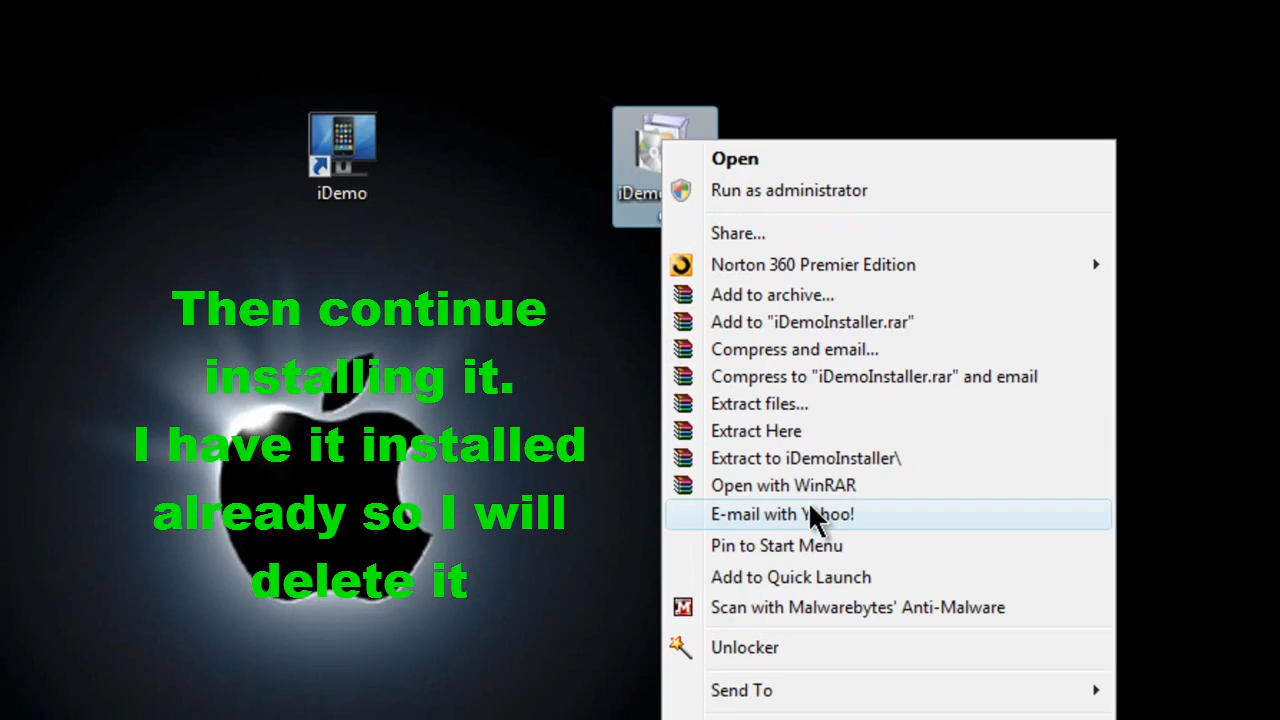 iDemo
iDem
Then continue
installing it.
I have it installed
already so I will
delete it
Open
Run as administrator
Share...
Norton 360 Premier Edition
Add to archive...
Add to "iDemoInstaller.rar"
Compress and email...
Compress to "iDemoInstaller.rar" and email
Extract files...
Extract Here
Extract to iDemoInstaller\
Open with WinRAR
E-mail with Yahoo!
Pin to Start Menu
Add to Quick Launch
Scan with Malwarebytes' Anti-Malware
Unlocker
Send To